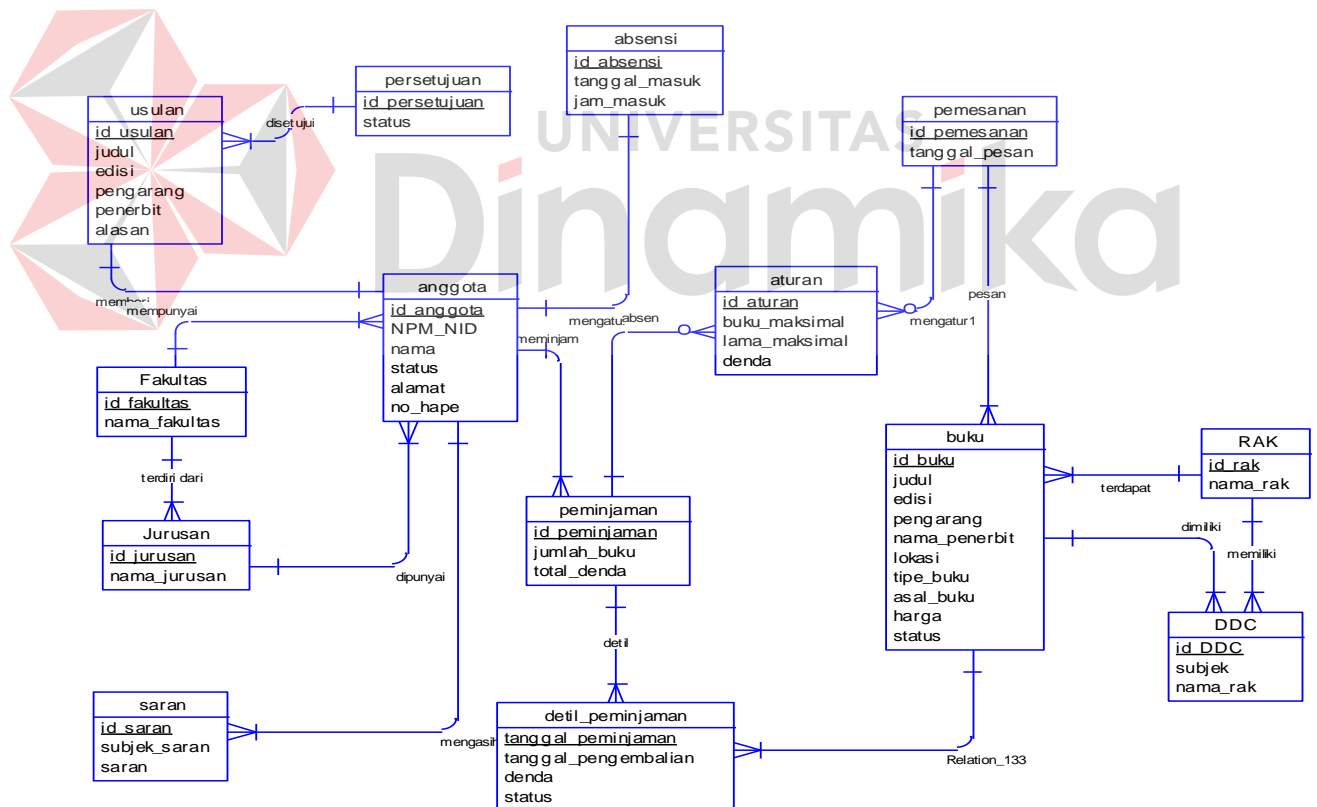 absensi
id_absensi
tanggal_masuk
jam_masuk
persetujuan
id_persetujuan
status
usulan
id_usulan
judul
edisi
pengarang
penerbit
alasan
disetujui
UNIVERSITAS
Dinamika
pemesanan
id_pemesanan
tanggal_pesan
anggota
id_anggota
NPM_NID
nama
status
alamat
no_hape
mempunyai
absen
meminjam
aturan
id_aturan
buku_maksimal
lama_maksimal
denda
mengatur1
pesan
Fakultas
id_fakultas
nama_fakultas
terdiri dari
Jurusan
id_jurusan
nama_jurusan
dipunyai
peminjaman
id_peminjaman
jumlah_buku
total_denda
detil
buku
id_buku
judul
edisi
pengarang
nama_penerbit
lokasi
tipe_buku
asal_buku
harga
status
RAK
id_rak
nama_rak
terdapat
dimiliki
memiliki
DDC
id_DDC
subjek
nama_rak
saran
id_saran
subjek_saran
saran
mengasih
detil_peminjaman
tanggal_peminjaman
tanggal_pengembalian
denda
status
Relation_133